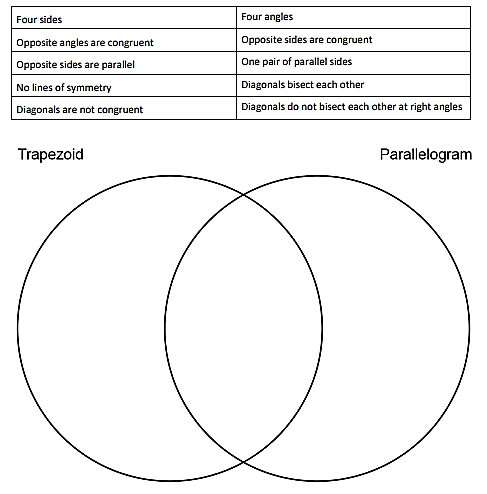 Four sides
Four angles
Opposite angles are congruent
Opposite sides are congruent
Opposite sides are parallel
One pair of parallel sides
No lines of symmetry
Diagonals bisect each other
Diagonals are not congruent
Diagonals do not bisect each other at right angles
Trapezoid
Parallelogram